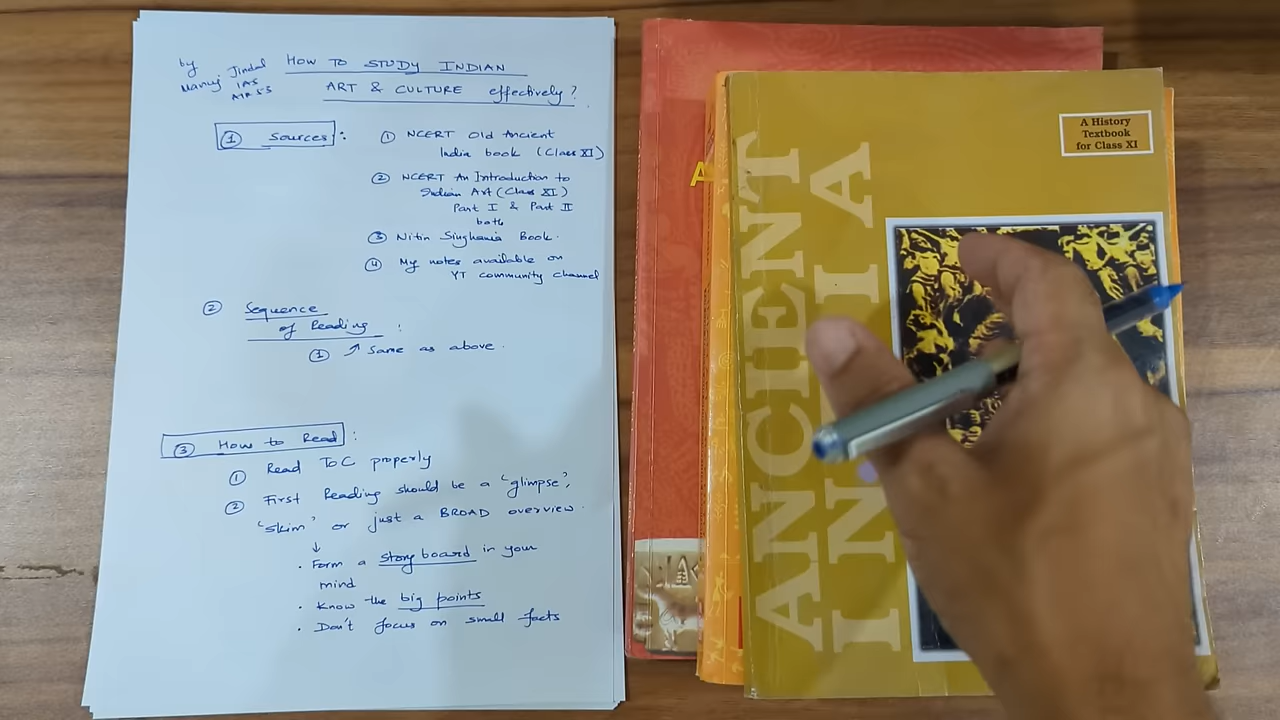 by
Manuj Jindal
IAS
AIR 53
HOW TO STUDY INDIAN
ART & CULTURE effectively?
① Sources :
① NCERT Old Ancient
India book (Class XI)
② NCERT An Introduction to
Indian Art (Class XI)
Part I & Part II
both
③ Nitin Singhania Book.
④ My notes available on
YT community channel
② Sequence
of Reading :
① ↗ Same as above.
③ How to Read :
① Read ToC properly
② First Reading should be a 'glimpse',
'skim' or just a BROAD overview.
↓
• Form a storyboard in your
mind
• Know the big points
• Don't focus on small facts
A
ANCIENT
INDIA
A History
Textbook
for Class XI